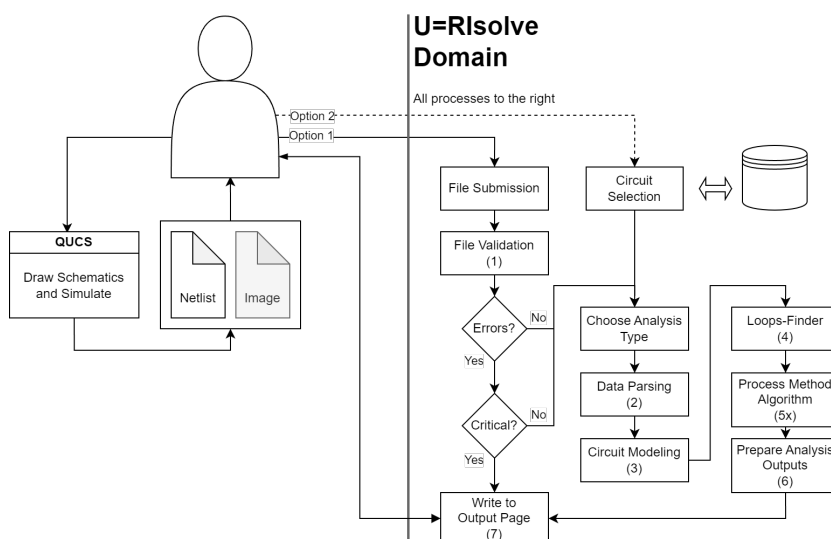 U=RIsolve
Domain
All processes to the right
Option 2
Option 1
File Submission
Circuit
Selection
QUCS
Draw Schematics
and Simulate
Netlist
Image
File Validation
(1)
Errors?
No
Yes
Critical?
No
Yes
Write to
Output Page
(7)
Choose Analysis
Type
Data Parsing
(2)
Circuit Modeling
(3)
Loops-Finder
(4)
Process Method
Algorithm
(5x)
Prepare Analysis
Outputs
(6)